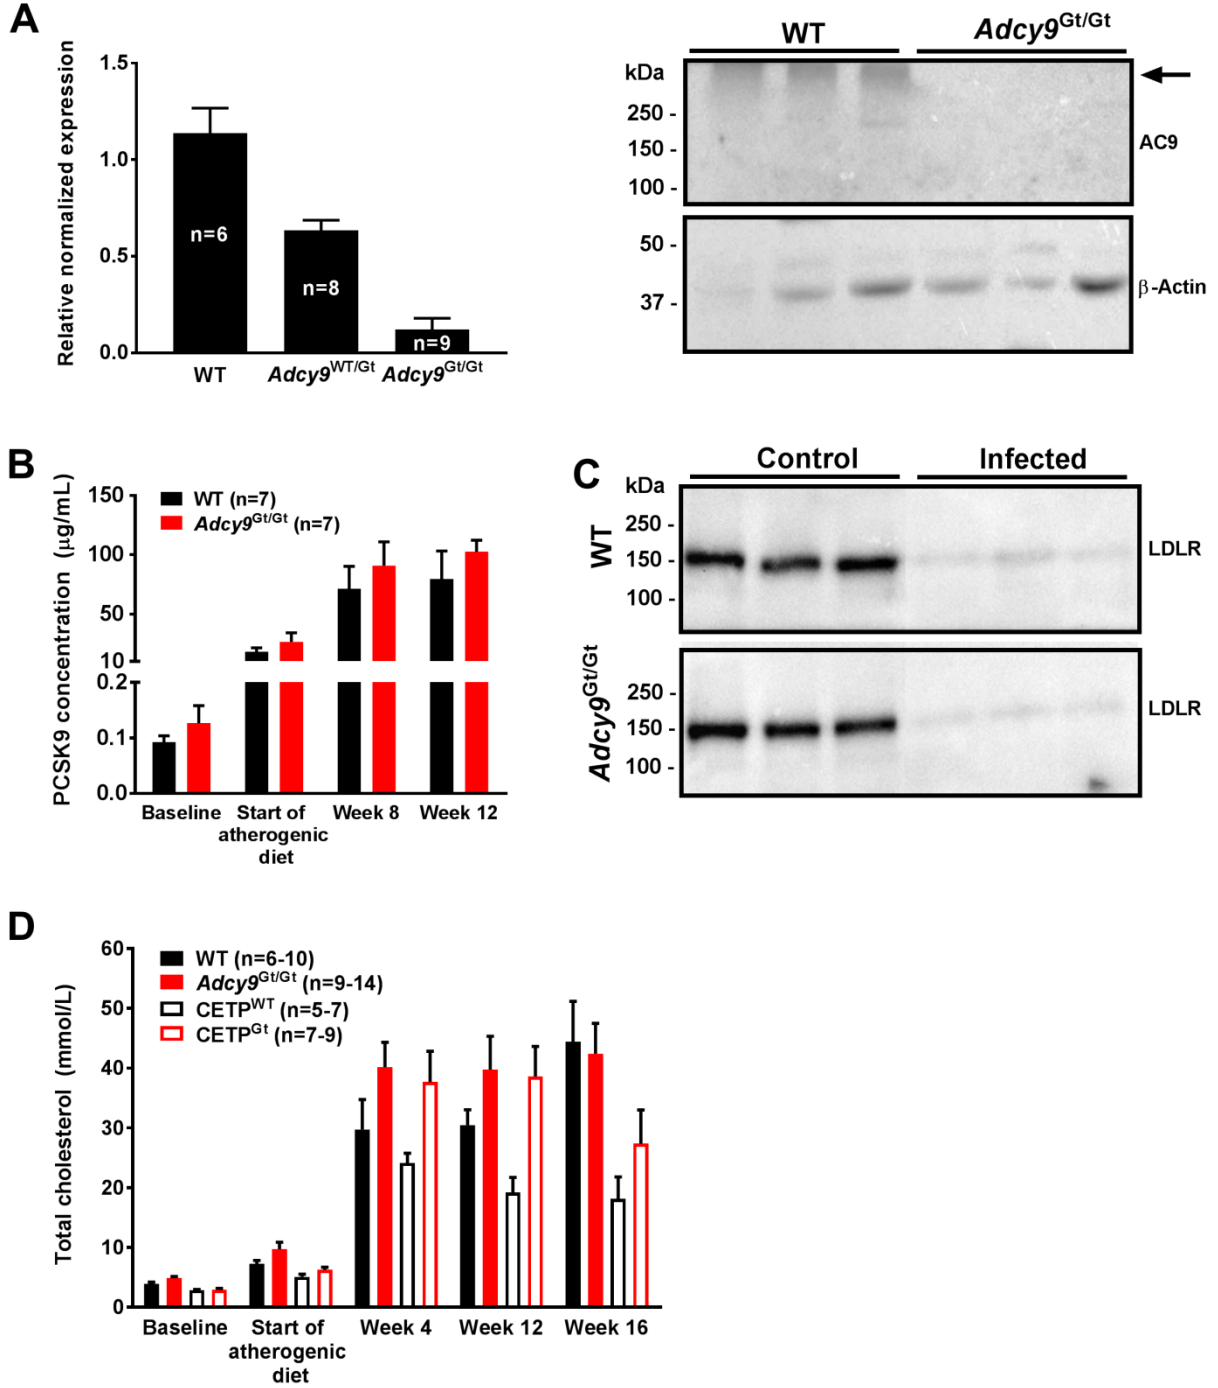 A
Relative normalized expression
1.5
1.0
0.5
0.0
n=6
n=8
n=9
WT
Adcy9WT/Gt
Adcy9Gt/Gt
WT
Adcy9Gt/Gt
kDa
250 -
150 -
100 -
AC9
50 -
37 -
β-Actin
B
PCSK9 concentration (µg/mL)
150
100
50
10
0.2
0.1
0.0
WT (n=7)
Adcy9Gt/Gt (n=7)
Baseline
Start of
atherogenic
diet
Week 8
Week 12
C
Control
Infected
kDa
WT
250 -
150 -
100 -
LDLR
Adcy9Gt/Gt
250 -
150 -
100 -
LDLR
D
Total cholesterol (mmol/L)
60
50
40
30
20
10
0
WT (n=6-10)
Adcy9Gt/Gt (n=9-14)
CETPWT (n=5-7)
CETPGt (n=7-9)
Baseline
Start of
atherogenic
diet
Week 4
Week 12
Week 16